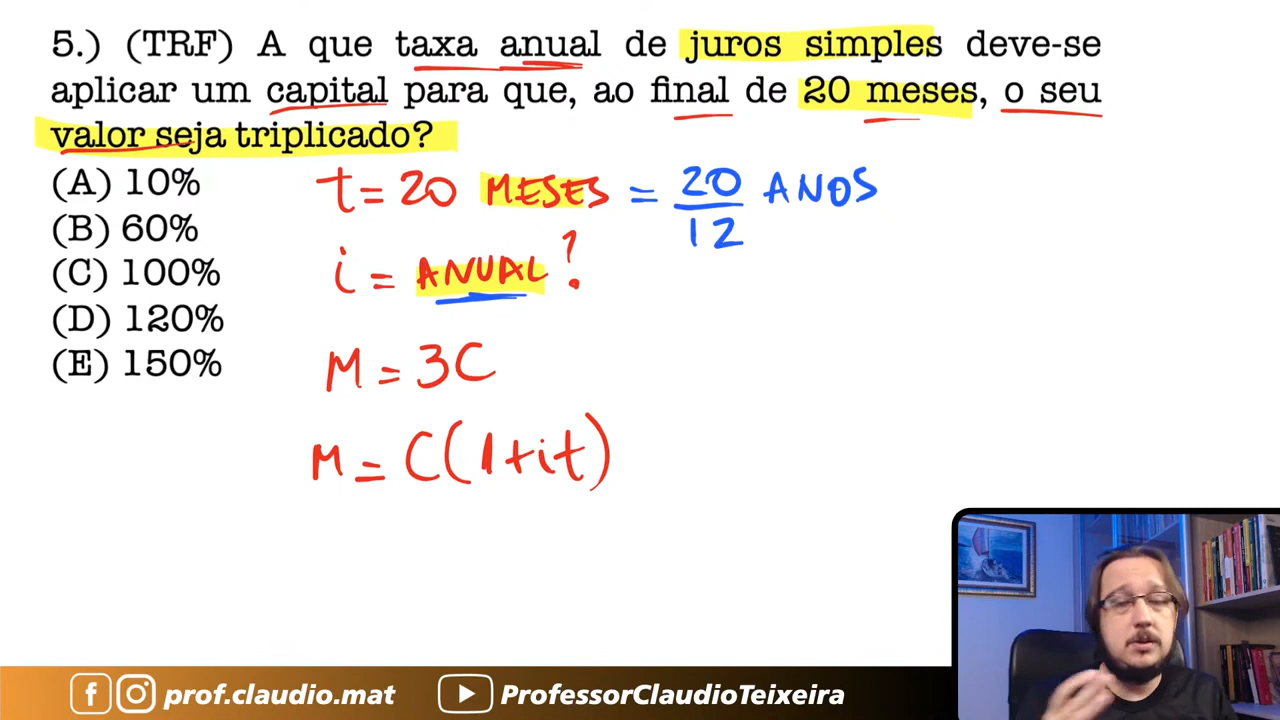 5.) (TRF) A que taxa anual de juros simples deve-se
aplicar um capital para que, ao final de 20 meses, o seu
valor seja triplicado?
(A) 10%
(B) 60%
(C) 100%
(D) 120%
(E) 150%
t = 20 MESES = 20/12 ANOS
i = ANUAL?
M = 3C
M = C(1+it)
prof.claudio.mat
ProfessorClaudioTeixeira